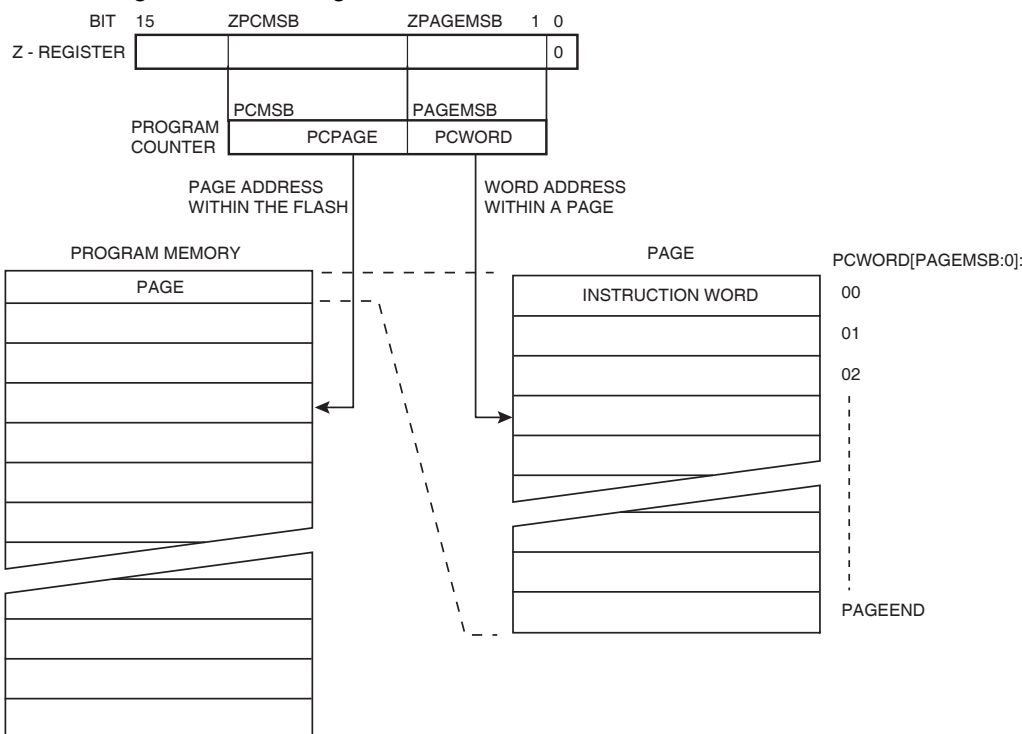 BIT 15 ZPCMSB ZPAGEMSB 1 0
Z - REGISTER 0
PCMSB PAGEMSB
PROGRAM
COUNTER
PCPAGE PCWORD
PAGE ADDRESS
WITHIN THE FLASH
WORD ADDRESS
WITHIN A PAGE
PROGRAM MEMORY
PAGE
PAGE
INSTRUCTION WORD
PCWORD[PAGEMSB:0]:
00
01
02
PAGEEND